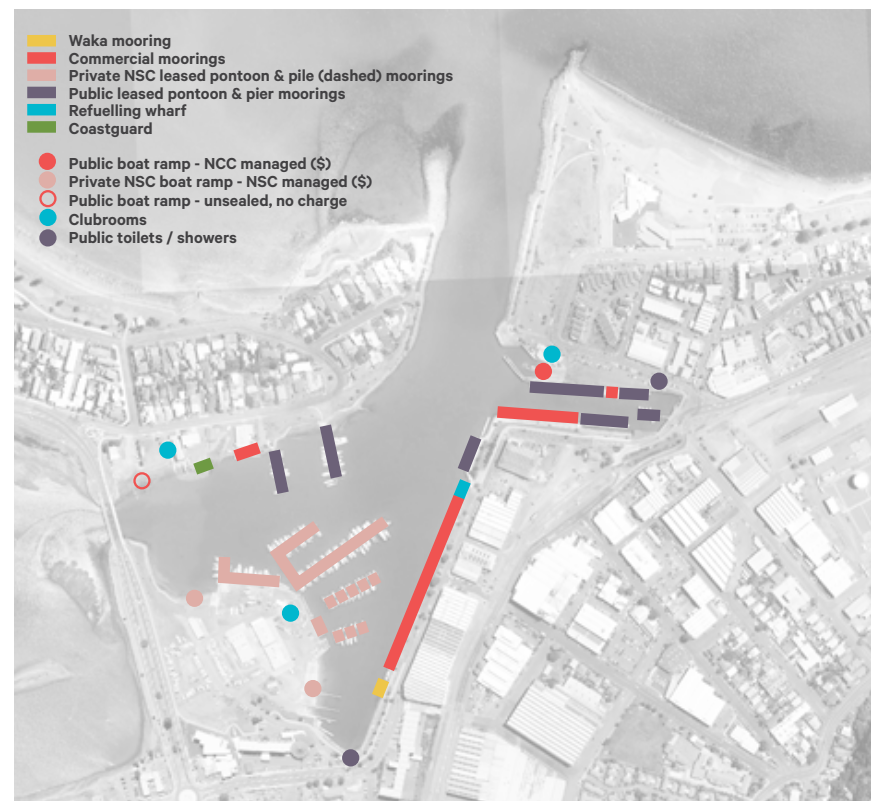 Waka mooring
Commercial moorings
Private NSC leased pontoon & pile (dashed) moorings
Public leased pontoon & pier moorings
Refuelling wharf
Coastguard
Public boat ramp - NCC managed ($)
Private NSC boat ramp - NSC managed ($)
Public boat ramp - unsealed, no charge
Clubrooms
Public toilets / showers